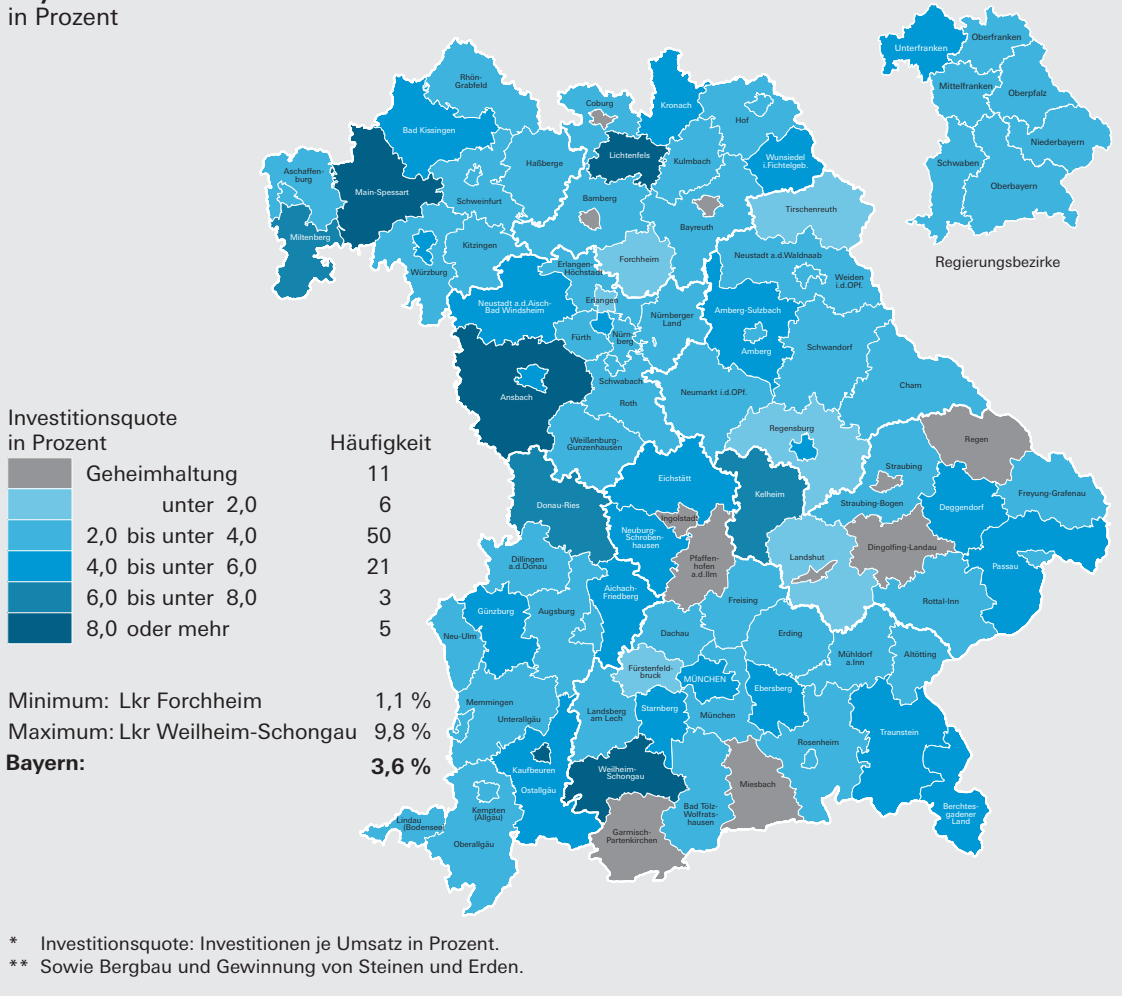 in Prozent
Unterfranken
Oberfranken
Mittelfranken
Oberpfalz
Niederbayern
Schwaben
Oberbayern
Regierungsbezirke
Rhön-
Grabfeld
Coburg
Kronach
Hof
Bad Kissingen
Lichtenfels
Kulmbach
Wunsiedel
i.Fichtelgeb.
Haßberge
Aschaffen-
burg
Main-Spessart
Schweinfurt
Bamberg
Bayreuth
Tirschenreuth
Miltenberg
Würzburg
Kitzingen
Erlangen-
Höchstadt
Forchheim
Neustadt a.d.Waldnaab
Weiden
i.d.OPf.
Neustadt a.d.Aisch-
Bad Windsheim
Erlangen
Fürth
Nürn-
berg
Nürnberger
Land
Amberg-Sulzbach
Amberg
Schwandorf
Ansbach
Schwabach
Roth
Neumarkt i.d.OPf.
Cham
Weißenburg-
Gunzenhausen
Regensburg
Regen
Straubing
Eichstätt
Kelheim
Straubing-Bogen
Deggendorf
Freyung-Grafenau
Donau-Ries
Ingolstadt
Neuburg-
Schroben-
hausen
Pfaffen-
hofen
a.d.Ilm
Landshut
Dingolfing-Landau
Passau
Dillingen
a.d.Donau
Aichach-
Friedberg
Freising
Rottal-Inn
Günzburg
Augsburg
Neu-Ulm
Dachau
Erding
Mühldorf
a.Inn
Altötting
Fürstenfeld-
bruck
MÜNCHEN
Ebersberg
Memmingen
Unterallgäu
Landsberg
am Lech
Starnberg
München
Rosenheim
Traunstein
Kaufbeuren
Ostallgäu
Weilheim-
Schongau
Miesbach
Bad Tölz-
Wolfrats-
hausen
Berchtes-
gadener
Land
Kempten
(Allgäu)
Lindau
(Bodensee)
Oberallgäu
Garmisch-
Partenkirchen
Investitionsquote
in Prozent Häufigkeit
Geheimhaltung 11
unter 2,0 6
2,0 bis unter 4,0 50
4,0 bis unter 6,0 21
6,0 bis unter 8,0 3
8,0 oder mehr 5
Minimum: Lkr Forchheim 1,1 %
Maximum: Lkr Weilheim-Schongau 9,8 %
Bayern: 3,6 %
* Investitionsquote: Investitionen je Umsatz in Prozent.
** Sowie Bergbau und Gewinnung von Steinen und Erden.